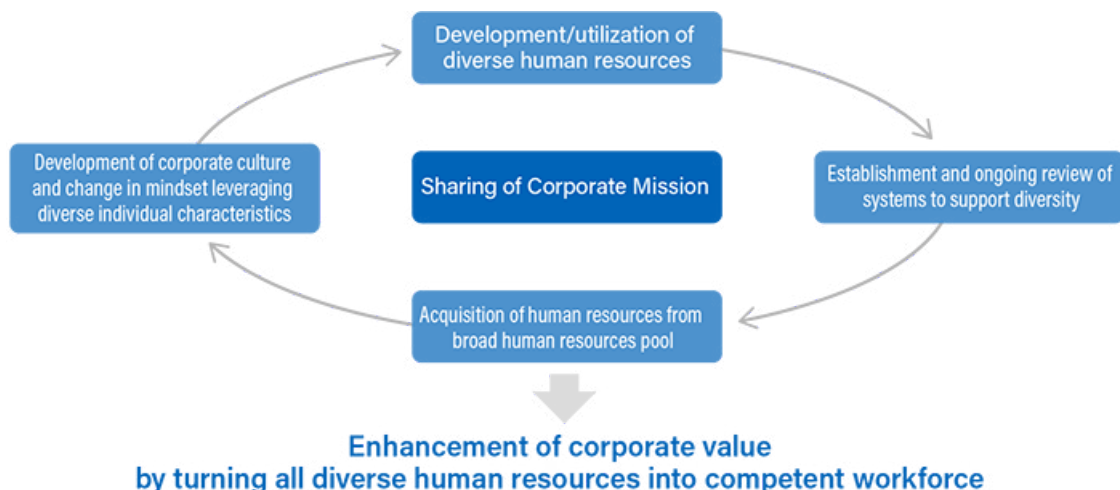 Development/utilization of
diverse human resources
Development of corporate culture
and change in mindset leveraging
diverse individual characteristics
Sharing of Corporate Mission
Establishment and ongoing review of
systems to support diversity
Acquisition of human resources from
broad human resources pool
Enhancement of corporate value
by turning all diverse human resources into competent workforce